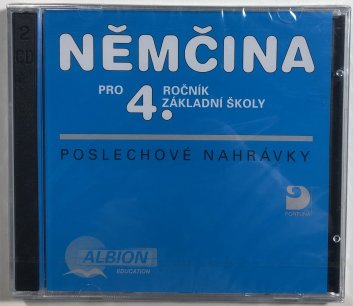 2 CD
NĚMČINA
PRO 4. ROČNÍK
ZÁKLADNÍ ŠKOLY
POSLECHOVÉ NAHRÁVKY
FORTUNA
ALBION
EDUCATION